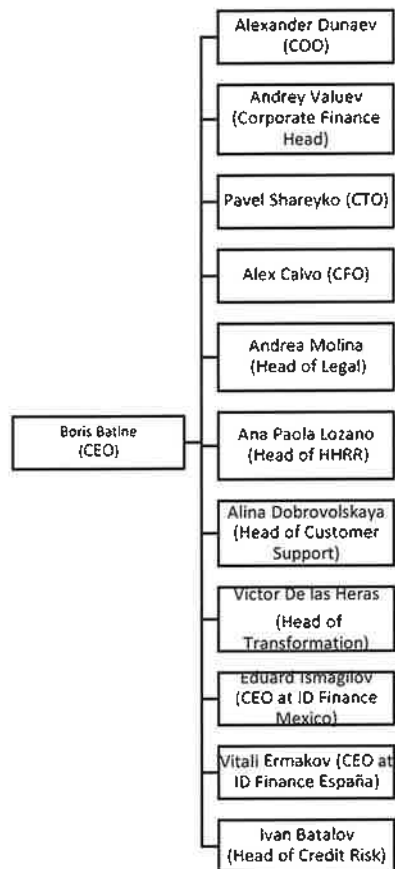 Alexander Dunaev
(COO)
Andrey Valuev
(Corporate Finance
Head)
Pavel Shareyko (CTO)
Alex Calvo (CFO)
Andrea Molina
(Head of Legal)
Boris Batine
(CEO)
Ana Paola Lozano
(Head of HHRR)
Alina Dobrovolskaya
(Head of Customer
Support)
Victor De las Heras
(Head of
Transformation)
Eduard Ismagilov
(CEO at ID Finance
Mexico)
Vitali Ermakov (CEO at
ID Finance España)
Ivan Batalov
(Head of Credit Risk)